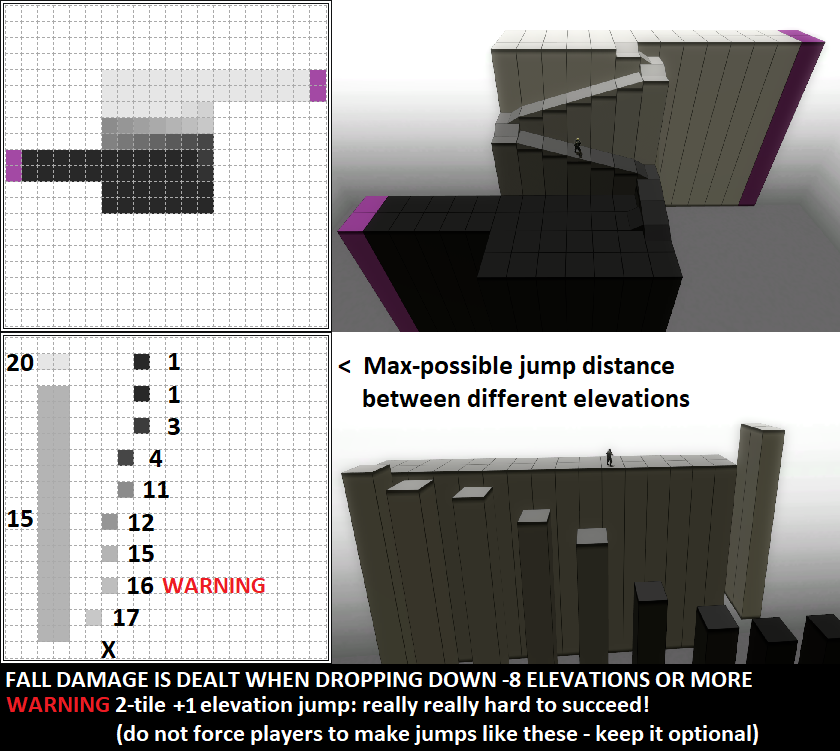 20
1
1
3
4
11
15
12
15
16 WARNING
17
X
< Max-possible jump distance
between different elevations
FALL DAMAGE IS DEALT WHEN DROPPING DOWN -8 ELEVATIONS OR MORE
WARNING 2-tile +1 elevation jump: really really hard to succeed!
(do not force players to make jumps like these - keep it optional)